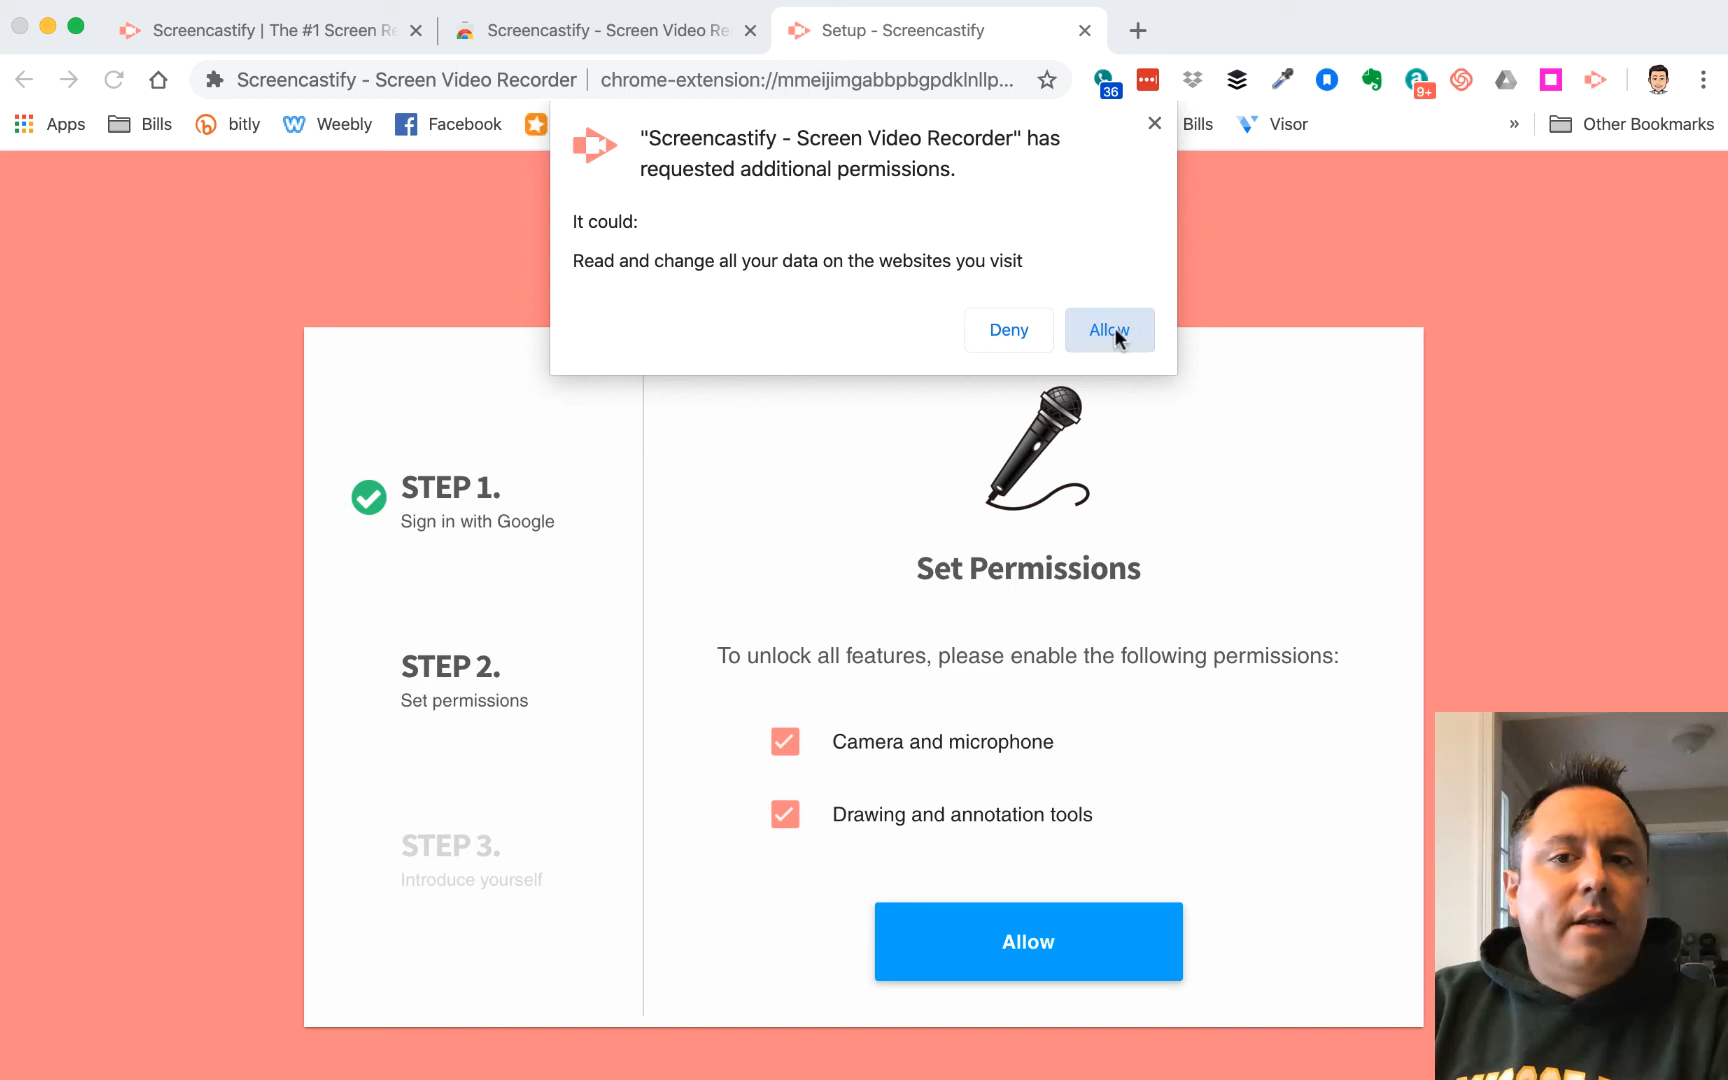 Screencastify | The #1 Screen Re
Screencastify - Screen Video Re
Setup - Screencastify
Screencastify - Screen Video Recorder
chrome-extension://mmeijimgabbpbgpdklnllp...
36
9+
Apps
Bills
bitly
Weebly
Facebook
Bills
Visor
»
Other Bookmarks
"Screencastify - Screen Video Recorder" has
requested additional permissions.
It could:
Read and change all your data on the websites you visit
Deny
Allow
STEP 1.
Sign in with Google
STEP 2.
Set permissions
STEP 3.
Introduce yourself
Set Permissions
To unlock all features, please enable the following permissions:
Camera and microphone
Drawing and annotation tools
Allow